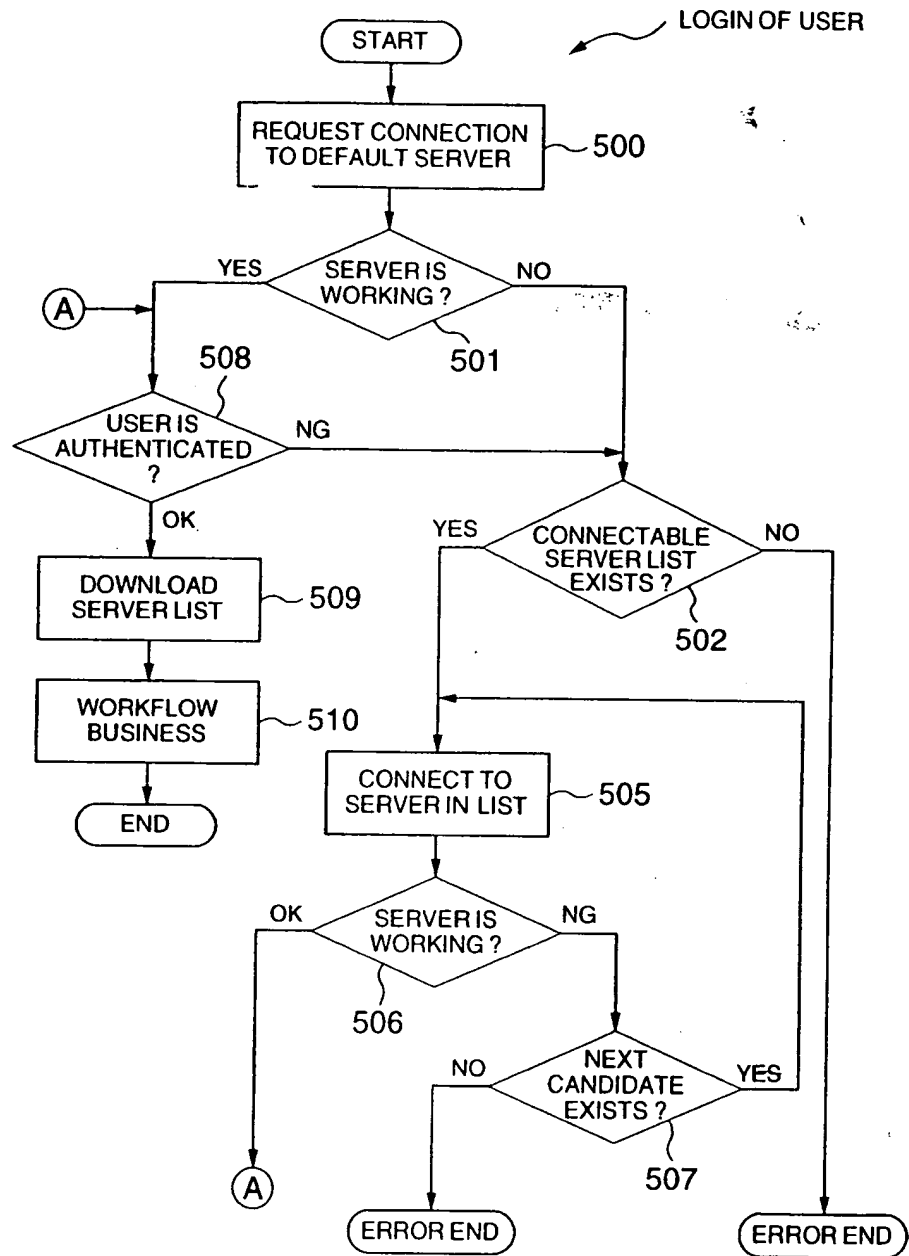 LOGIN OF USER
START
REQUEST CONNECTION
TO DEFAULT SERVER
500
YES
SERVER IS
WORKING ?
NO
501
A
508
USER IS
AUTHENTICATED
?
NG
OK
YES
CONNECTABLE
SERVER LIST
EXISTS ?
NO
502
DOWNLOAD
SERVER LIST
509
WORKFLOW
BUSINESS
510
END
CONNECT TO
SERVER IN LIST
505
OK
SERVER IS
WORKING ?
NG
506
NO
NEXT
CANDIDATE
EXISTS ?
YES
507
A
ERROR END
ERROR END